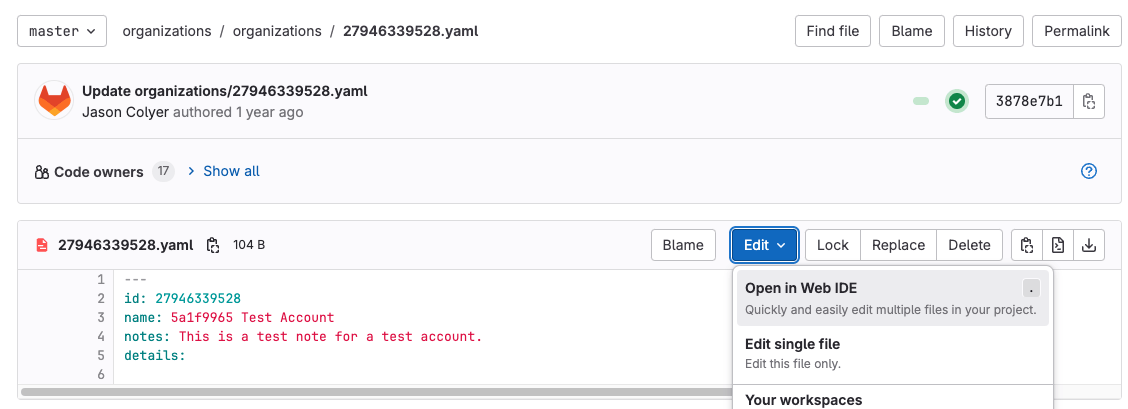 master organizations / organizations / 27946339528.yaml Find file Blame History Permalink
Update organizations/27946339528.yaml
Jason Colyer authored 1 year ago
3878e7b1
Code owners 17 Show all
27946339528.yaml 104 B Blame Edit Lock Replace Delete
1 ---
2 id: 27946339528
3 name: 5a1f9965 Test Account
4 notes: This is a test note for a test account.
5 details:
6
Open in Web IDE .
Quickly and easily edit multiple files in your project.
Edit single file
Edit this file only.
Your workspaces